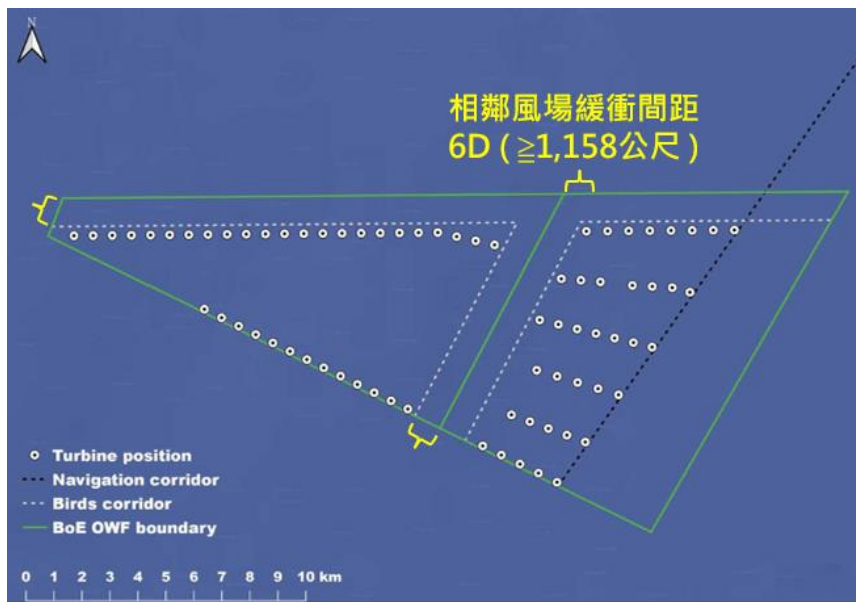 N
相鄰風場緩衝間距
6D (≧1,158公尺)
Turbine position
Navigation corridor
Birds corridor
BoE OWF boundary
0 1 2 3 4 5 6 7 8 9 10 km